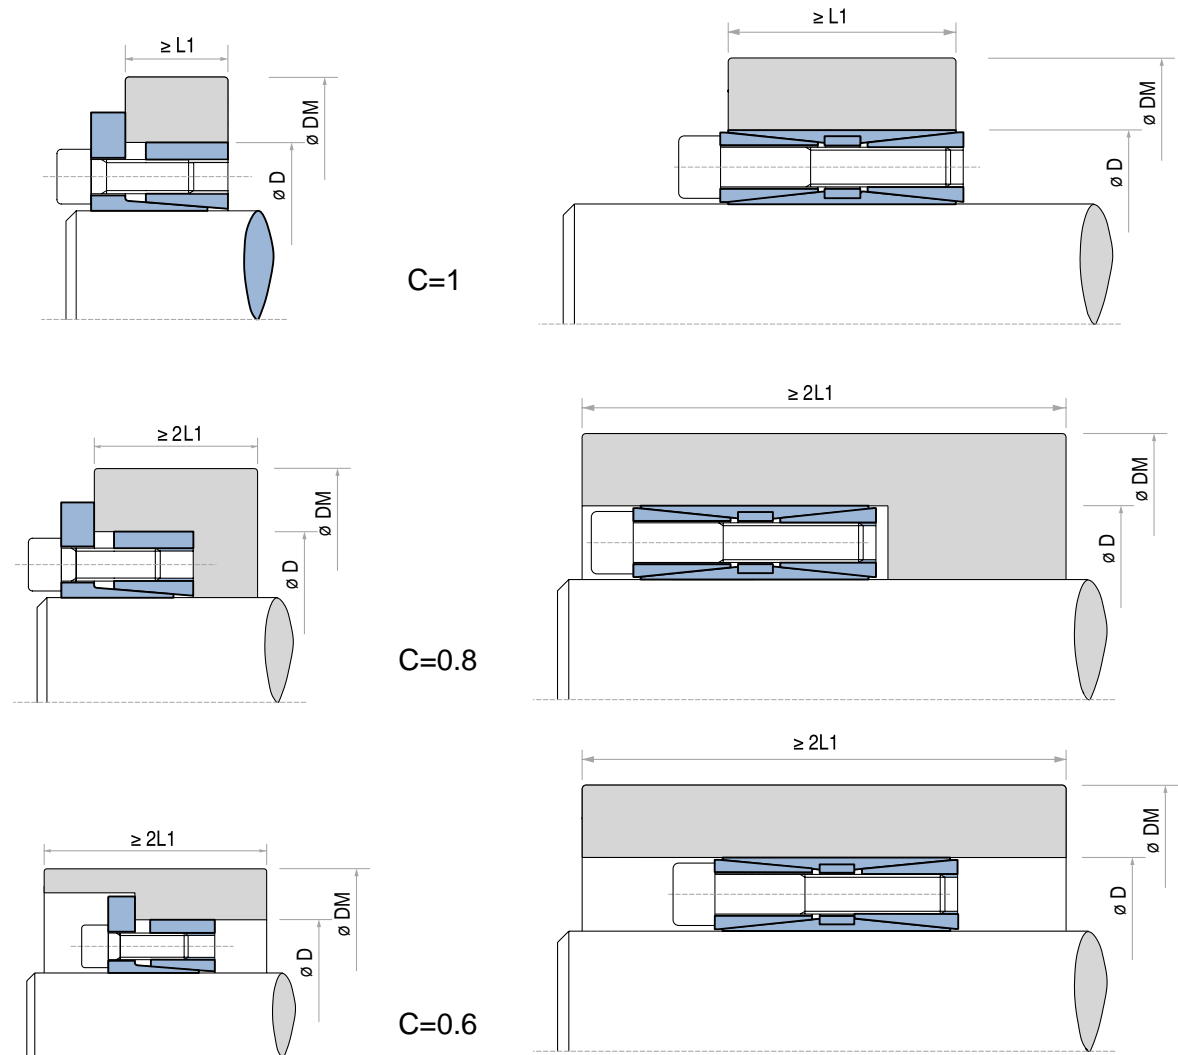 ≥ L1
ø DM
ø D
≥ L1
ø DM
ø D
C=1
≥ 2L1
ø DM
ø D
≥ 2L1
ø DM
ø D
C=0.8
≥ 2L1
ø DM
ø D
≥ 2L1
ø DM
ø D
C=0.6